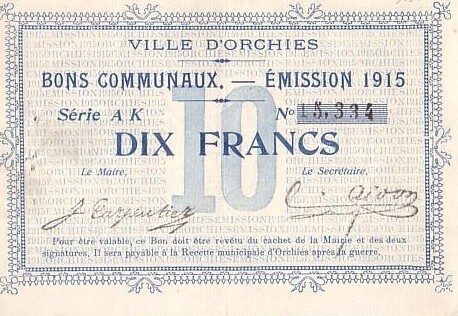 VILLE D'ORCHIES
BONS COMMUNAUX. — ÉMISSION 1915
Série AK No 15,334
10
DIX FRANCS
Le Maire, Le Secrétaire,
J Carpentier
Pour être valable, ce Bon doit être revêtu du cachet de la Mairie et des deux
signatures. Il sera payable à la Recette municipale d'Orchies après la guerre.